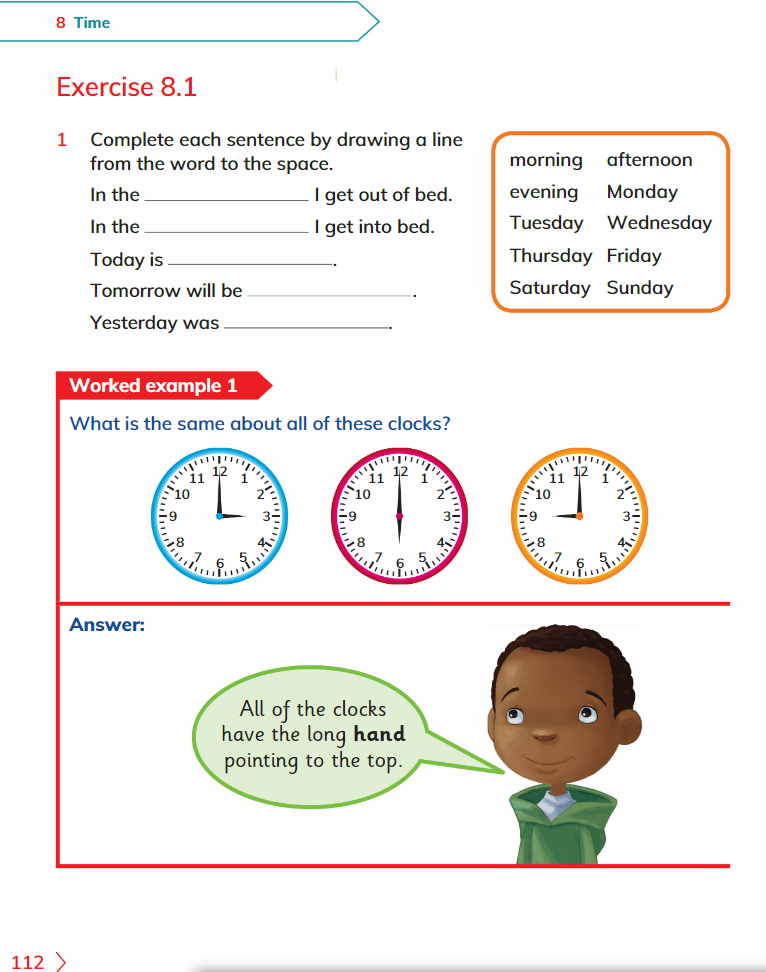 8 Time
Exercise 8.1
1 Complete each sentence by drawing a line
from the word to the space.
In the ________________ I get out of bed.
In the ________________ I get into bed.
Today is ________________.
Tomorrow will be ________________.
Yesterday was ________________.
morning afternoon
evening Monday
Tuesday Wednesday
Thursday Friday
Saturday Sunday
Worked example 1
What is the same about all of these clocks?
12 1 2 3 4 5 6 7 8 9 10 11
12 1 2 3 4 5 6 7 8 9 10 11
12 1 2 3 4 5 6 7 8 9 10 11
Answer:
All of the clocks
have the long hand
pointing to the top.
112